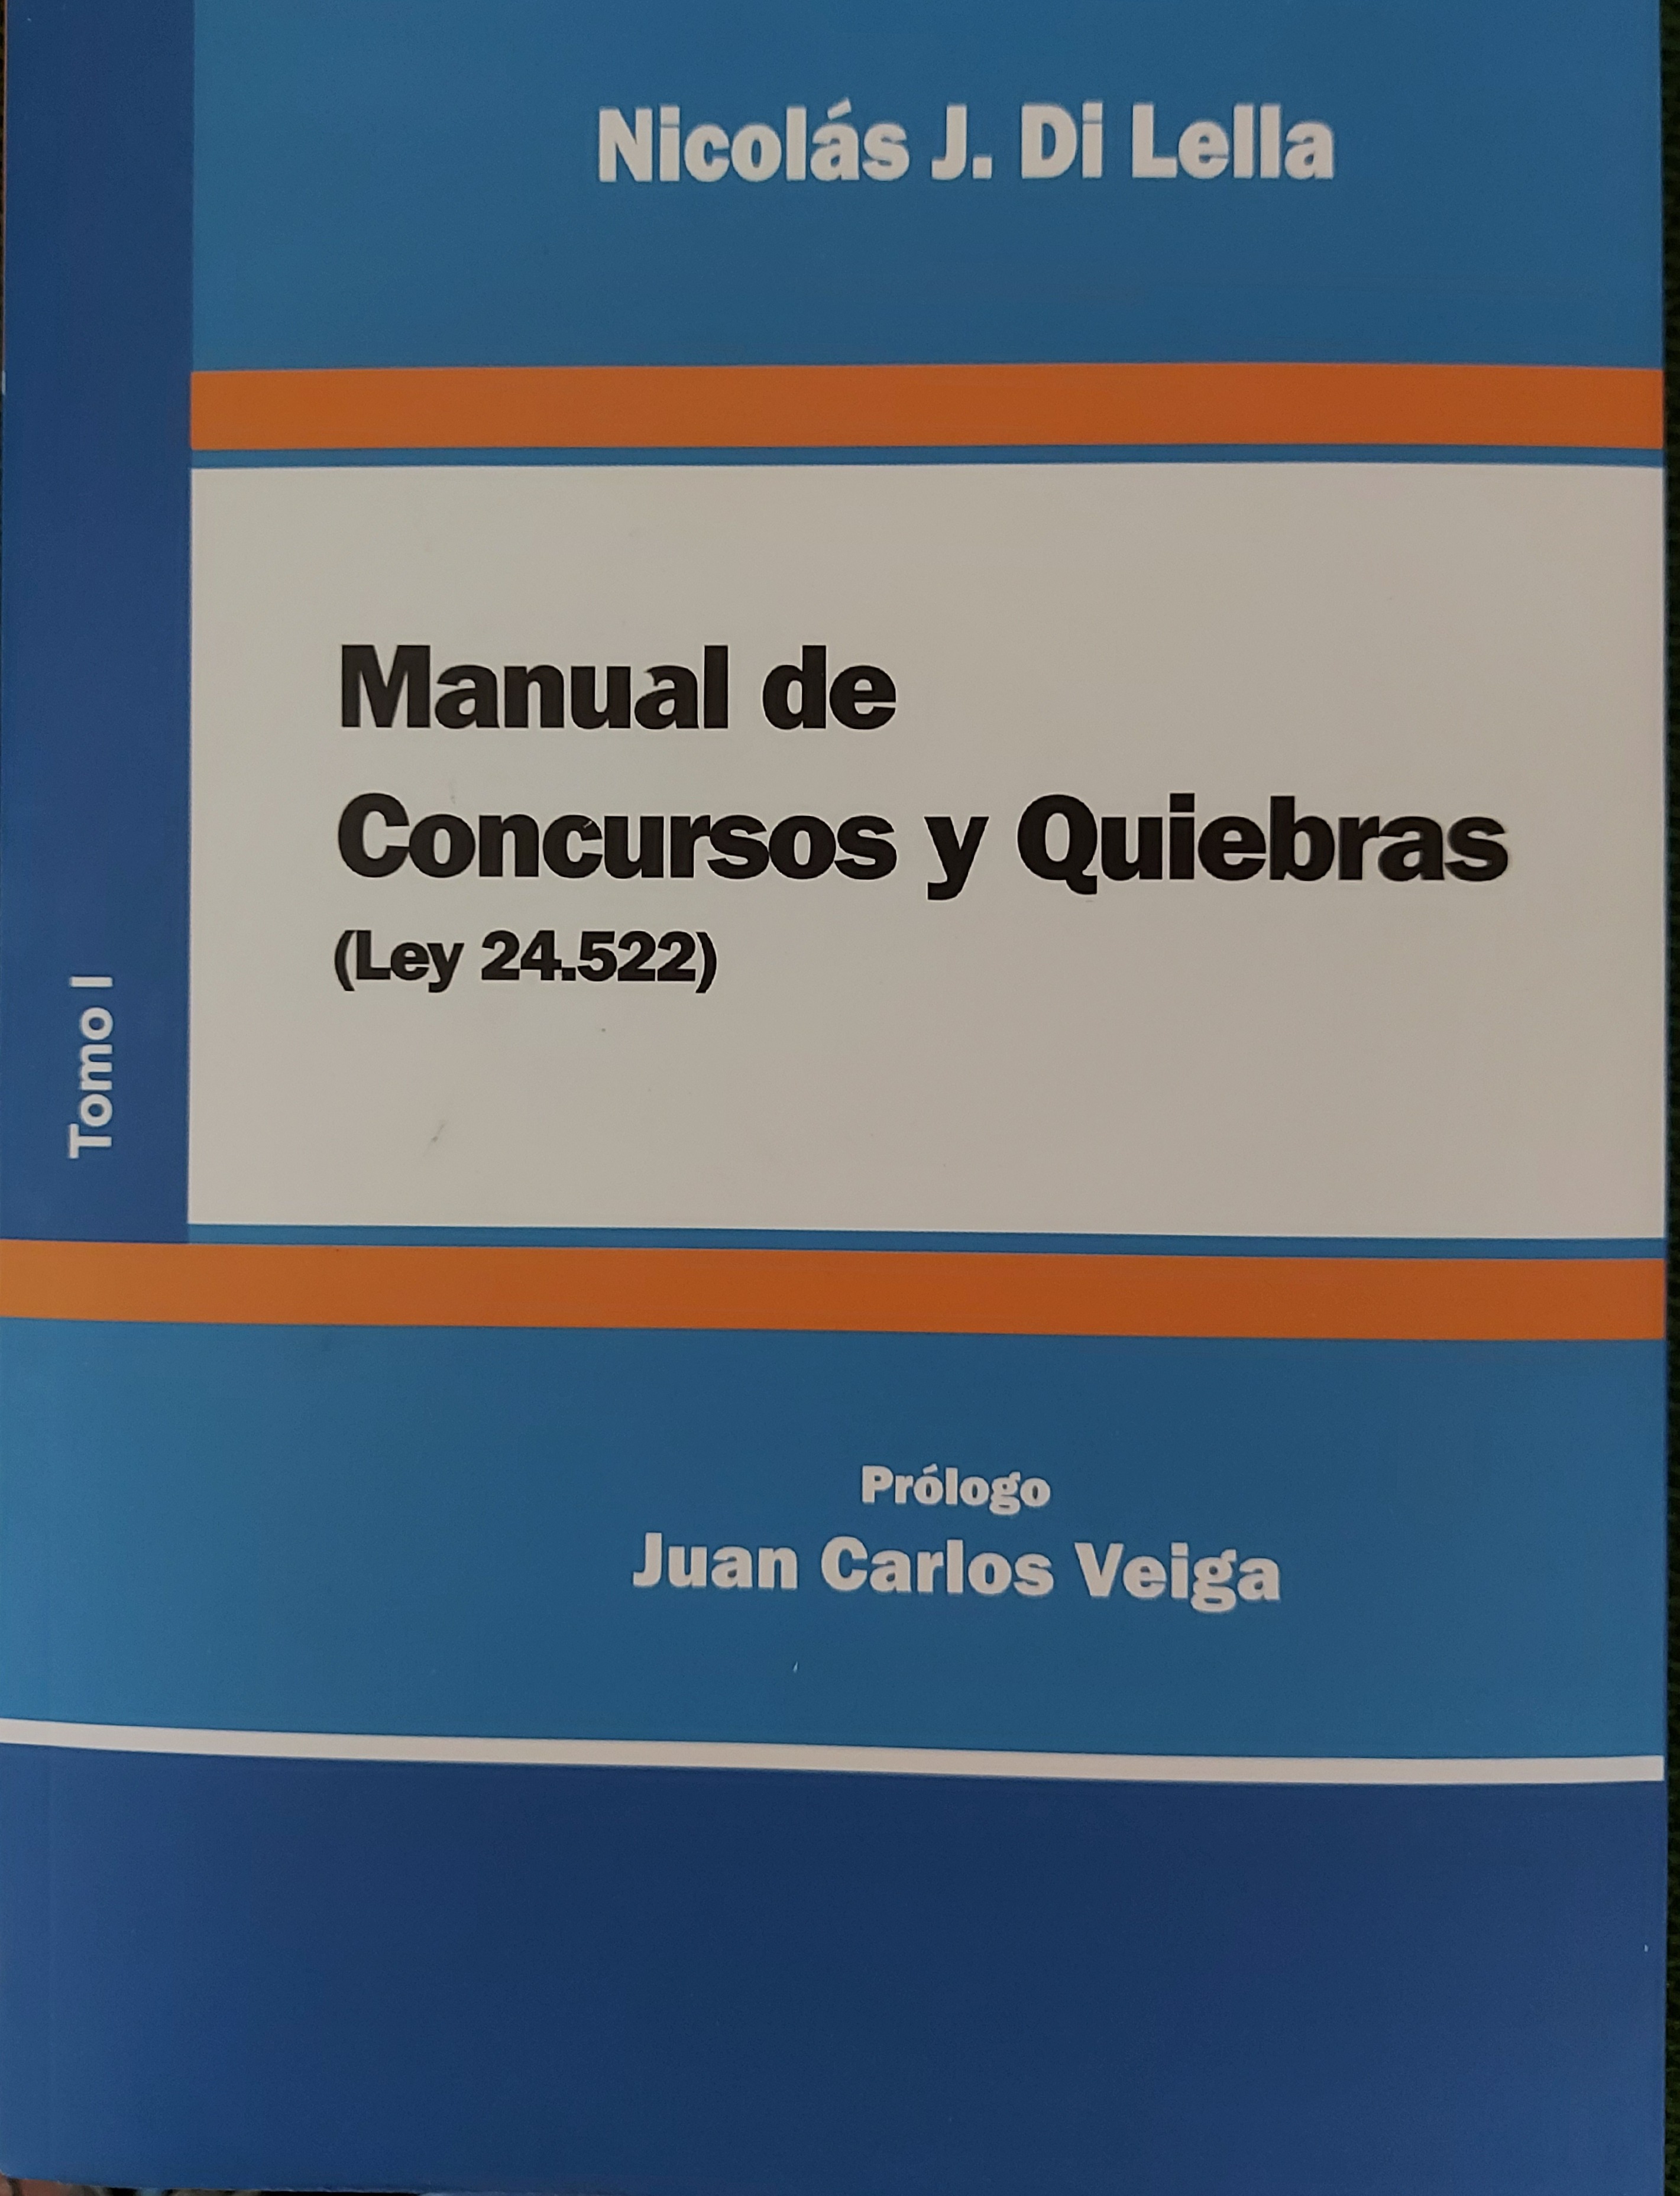 Nicolás J. Di Lella
Manual de
Concursos y Quiebras
(Ley 24.522)
Tomo I
Prólogo
Juan Carlos Veiga